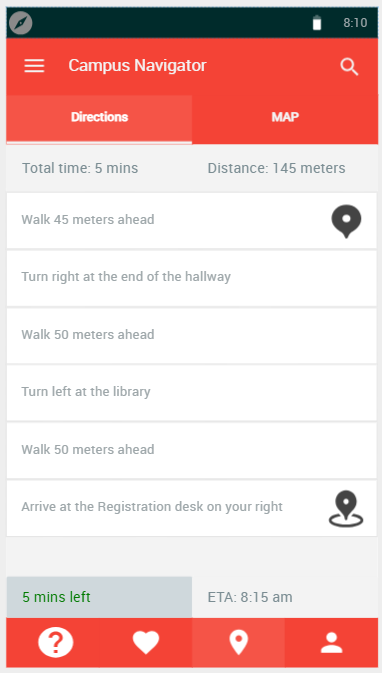 8:10
Campus Navigator
Directions MAP
Total time: 5 mins Distance: 145 meters
Walk 45 meters ahead
Turn right at the end of the hallway
Walk 50 meters ahead
Turn left at the library
Walk 50 meters ahead
Arrive at the Registration desk on your right
5 mins left ETA: 8:15 am
?